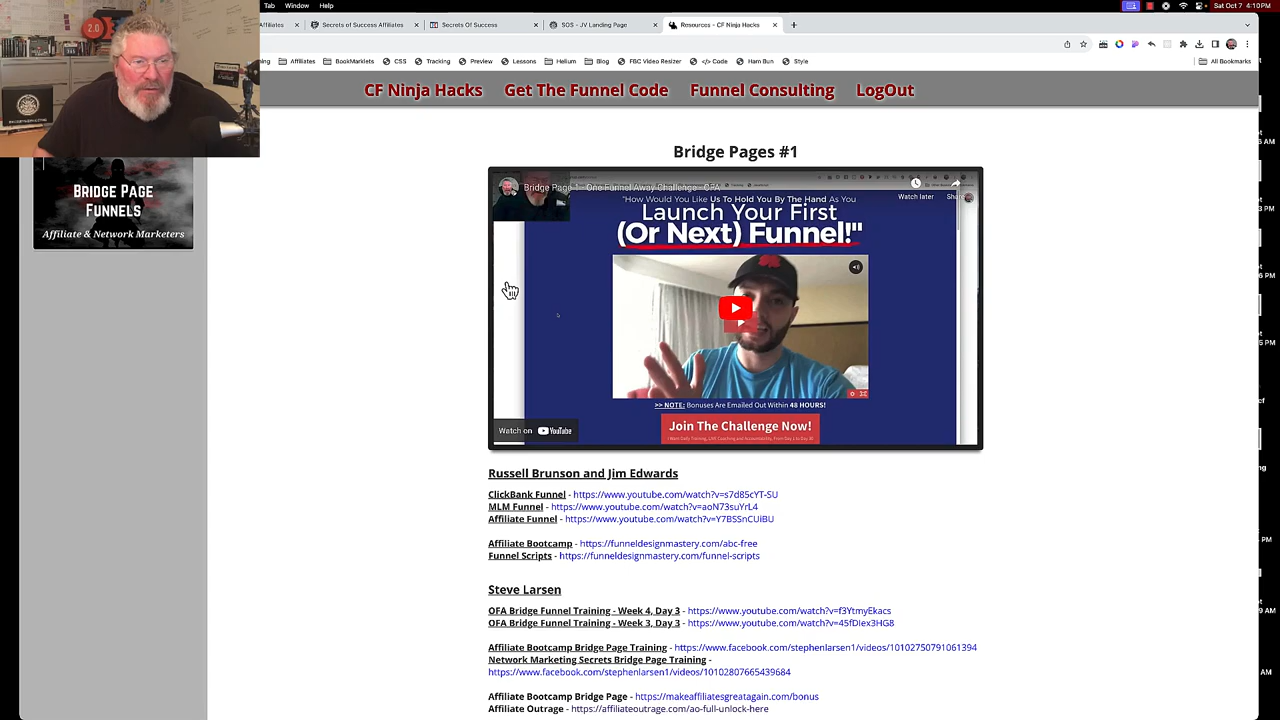 Tab Window Help
Sat Oct 7 4:10PM
Affiliates
Secrets of Success Affiliates
Secrets Of Success
SOS - JV Landing Page
Resources - CF Ninja Hacks
Affiliates
BookMarklets
CSS
Tracking
Preview
Lessons
Helium
Blog
FBC Video Resizer
</> Code
Ham Bun
Style
All Bookmarks
2.0
CF Ninja Hacks
Get The Funnel Code
Funnel Consulting
LogOut
BRIDGE PAGE
FUNNELS
Affiliate & Network Marketers
Bridge Pages #1
Bridge Page 1 - One Funnel Away Challenge - OFA
Watch later
Share
"How Would You Like Us To Hold You By The Hand As You
Launch Your First
(Or Next) Funnel!"
>> NOTE: Bonuses Are Emailed Out Within 48 HOURS!
Join The Challenge Now!
Watch on YouTube
Russell Brunson and Jim Edwards
ClickBank Funnel - https://www.youtube.com/watch?v=s7d85cYT-SU
MLM Funnel - https://www.youtube.com/watch?v=aoN73suYrL4
Affiliate Funnel - https://www.youtube.com/watch?v=Y7BSSnCUiBU
Affiliate Bootcamp - https://funneldesignmastery.com/abc-free
Funnel Scripts - https://funneldesignmastery.com/funnel-scripts
Steve Larsen
OFA Bridge Funnel Training - Week 4, Day 3 - https://www.youtube.com/watch?v=f3YtmyEkacs
OFA Bridge Funnel Training - Week 3, Day 3 - https://www.youtube.com/watch?v=45fDIex3HG8
Affiliate Bootcamp Bridge Page Training - https://www.facebook.com/stephenlarsen1/videos/10102750791061394
Network Marketing Secrets Bridge Page Training -
https://www.facebook.com/stephenlarsen1/videos/10102807665439684
Affiliate Bootcamp Bridge Page - https://makeaffiliatesgreatagain.com/bonus
Affiliate Outrage - https://affiliateoutrage.com/ao-full-unlock-here